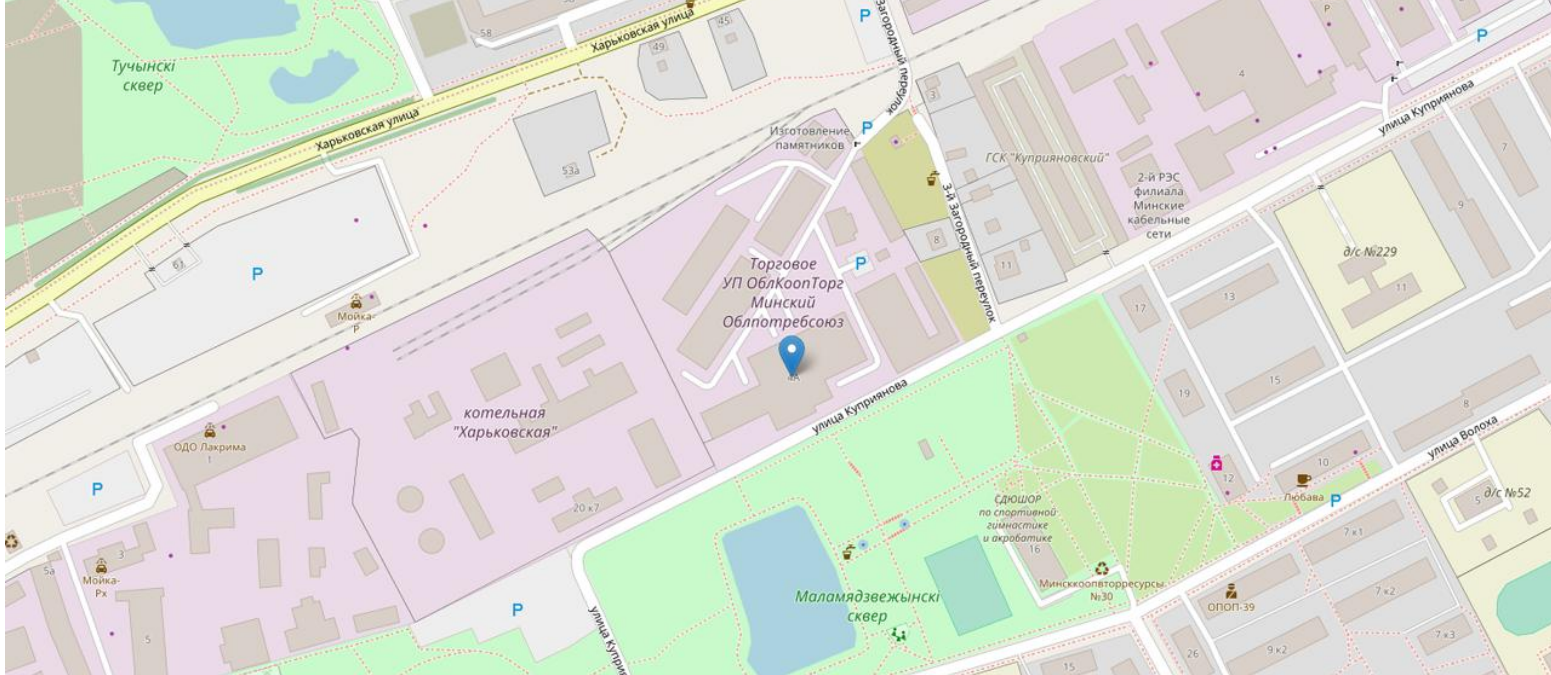 58
45
Харьковская улица
49
Загородный переулок
P
P
Тучынскі
сквер
4
3
улица Куприянова
Харьковская улица
Изготовление
памятников
P
7
ГСК "Куприяновский"
53а
2-й РЭС
филиала
Минские
кабельные
сети
3-й Загородный переулок
9
8
д/с №229
61
P
Торговое
УП ОблКоопТорг
Минский
Облпотребсоюз
P
11
11
13
17
Мойка-
Р
4А
15
19
8
котельная
"Харьковская"
улица Куприянова
улица Волоха
ОДО Лакрима
1
10
12
P
Любава
P
СДЮШОР
по спортивной
гимнастике
и акробатике
16
5
д/с №52
20 к7
7 к1
3
5а
Мойка-
Рх
Минсккоопвторресурсы
№30
7 к2
ОПОП-39
Маламядзвежынскі
сквер
P
5
7 к3
9 к2
26
15